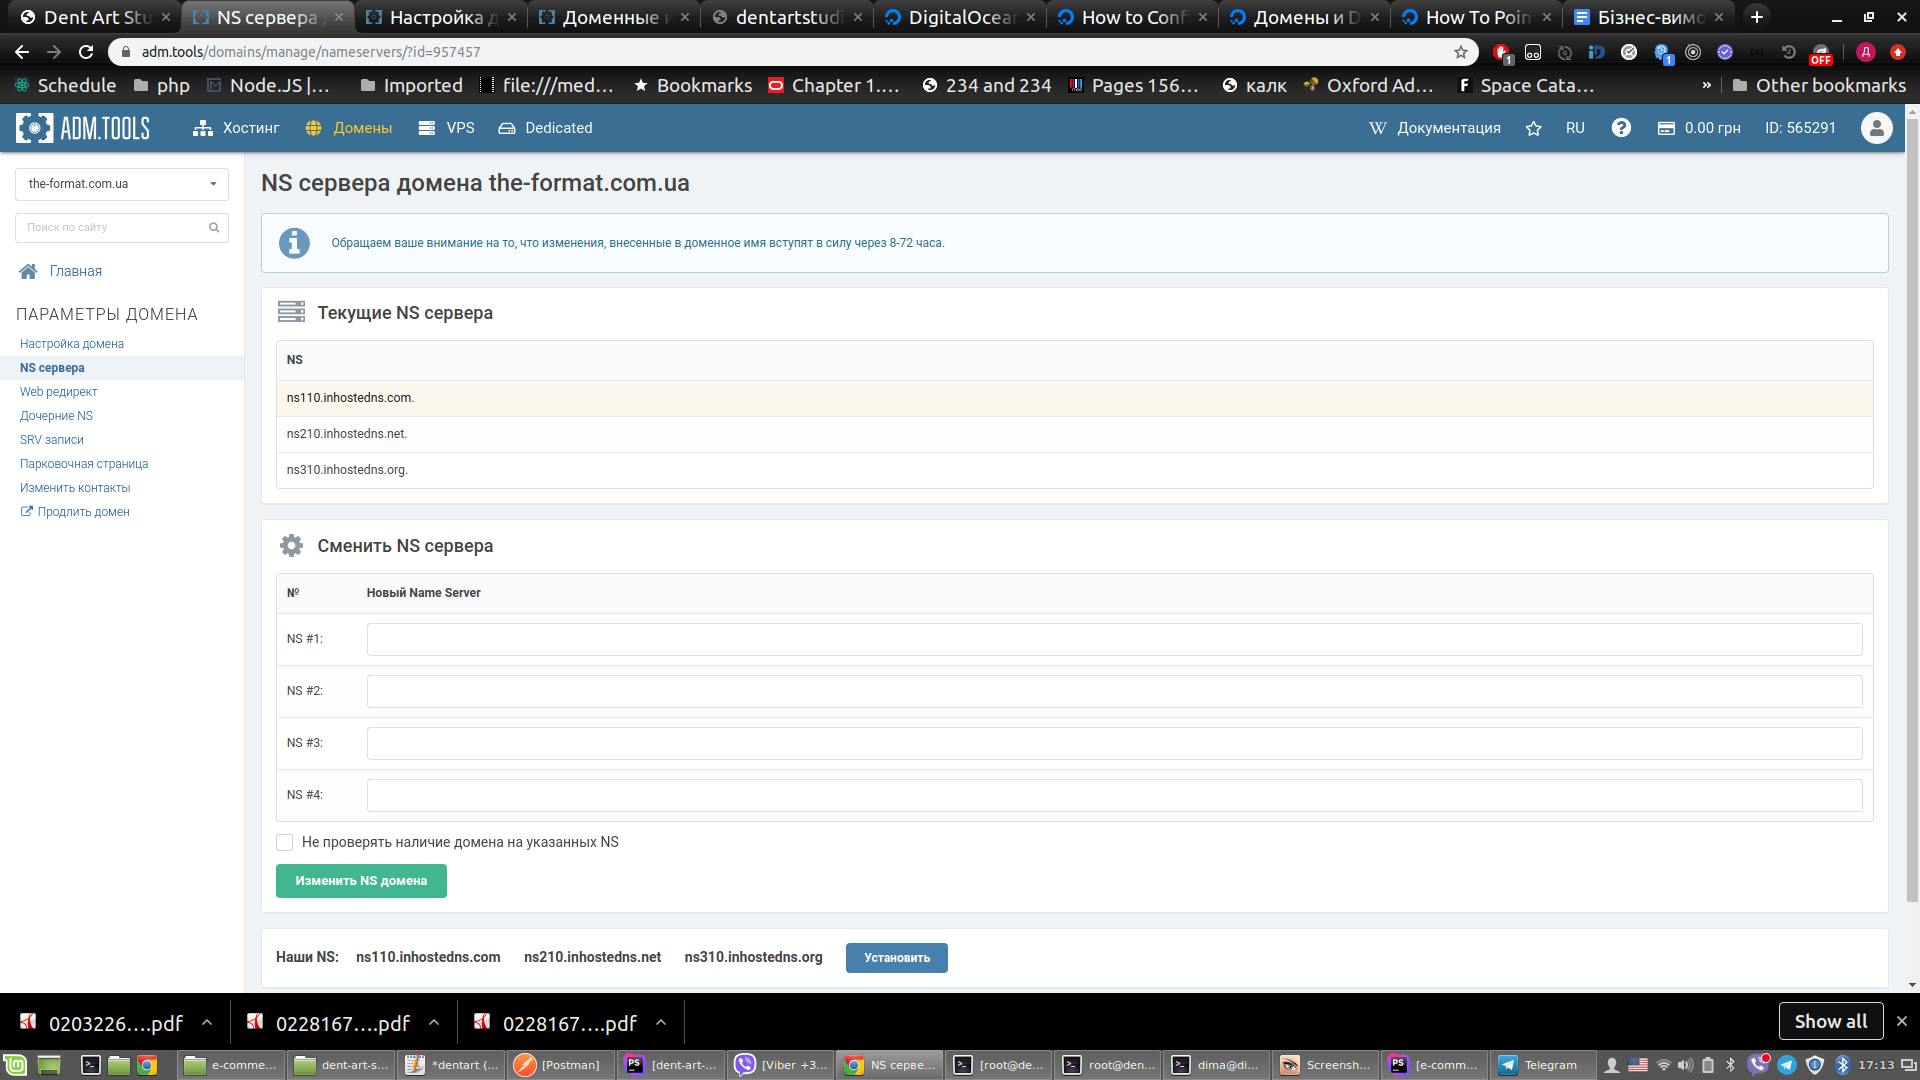 Dent Art Stu
NS сервера
Настройка д
Доменные и
dentartstudi
DigitalOcean
How to Conf
Домены и D
How To Poin
Бізнес-вимо
adm.tools/domains/manage/nameservers/?id=957457
1
1
OFF
Д
Schedule
php
Node.JS |...
Imported
file:///med...
Bookmarks
Chapter 1....
234 and 234
Pages 156...
калк
Oxford Ad...
Space Cata...
»
Other bookmarks
ADM.TOOLS
Хостинг
Домены
VPS
Dedicated
Документация
RU
0.00 грн
ID: 565291
the-format.com.ua
Поиск по сайту
Главная
ПАРАМЕТРЫ ДОМЕНА
Настройка домена
NS сервера
Web редирект
Дочерние NS
SRV записи
Парковочная страница
Изменить контакты
Продлить домен
NS сервера домена the-format.com.ua
Обращаем ваше внимание на то, что изменения, внесенные в доменное имя вступят в силу через 8-72 часа.
Текущие NS сервера
NS
ns110.inhostedns.com.
ns210.inhostedns.net.
ns310.inhostedns.org.
Сменить NS сервера
№ Новый Name Server
NS #1:
NS #2:
NS #3:
NS #4:
Не проверять наличие домена на указанных NS
Изменить NS домена
Наши NS: ns110.inhostedns.com ns210.inhostedns.net ns310.inhostedns.org Установить
0203226....pdf
0228167....pdf
0228167....pdf
Show all
e-comme...
dent-art-s...
*dentart (...
[Postman]
[dent-art-...
[Viber +3...
NS серве...
[root@de...
root@den...
dima@di...
Screensh...
[e-comm...
Telegram
17:13